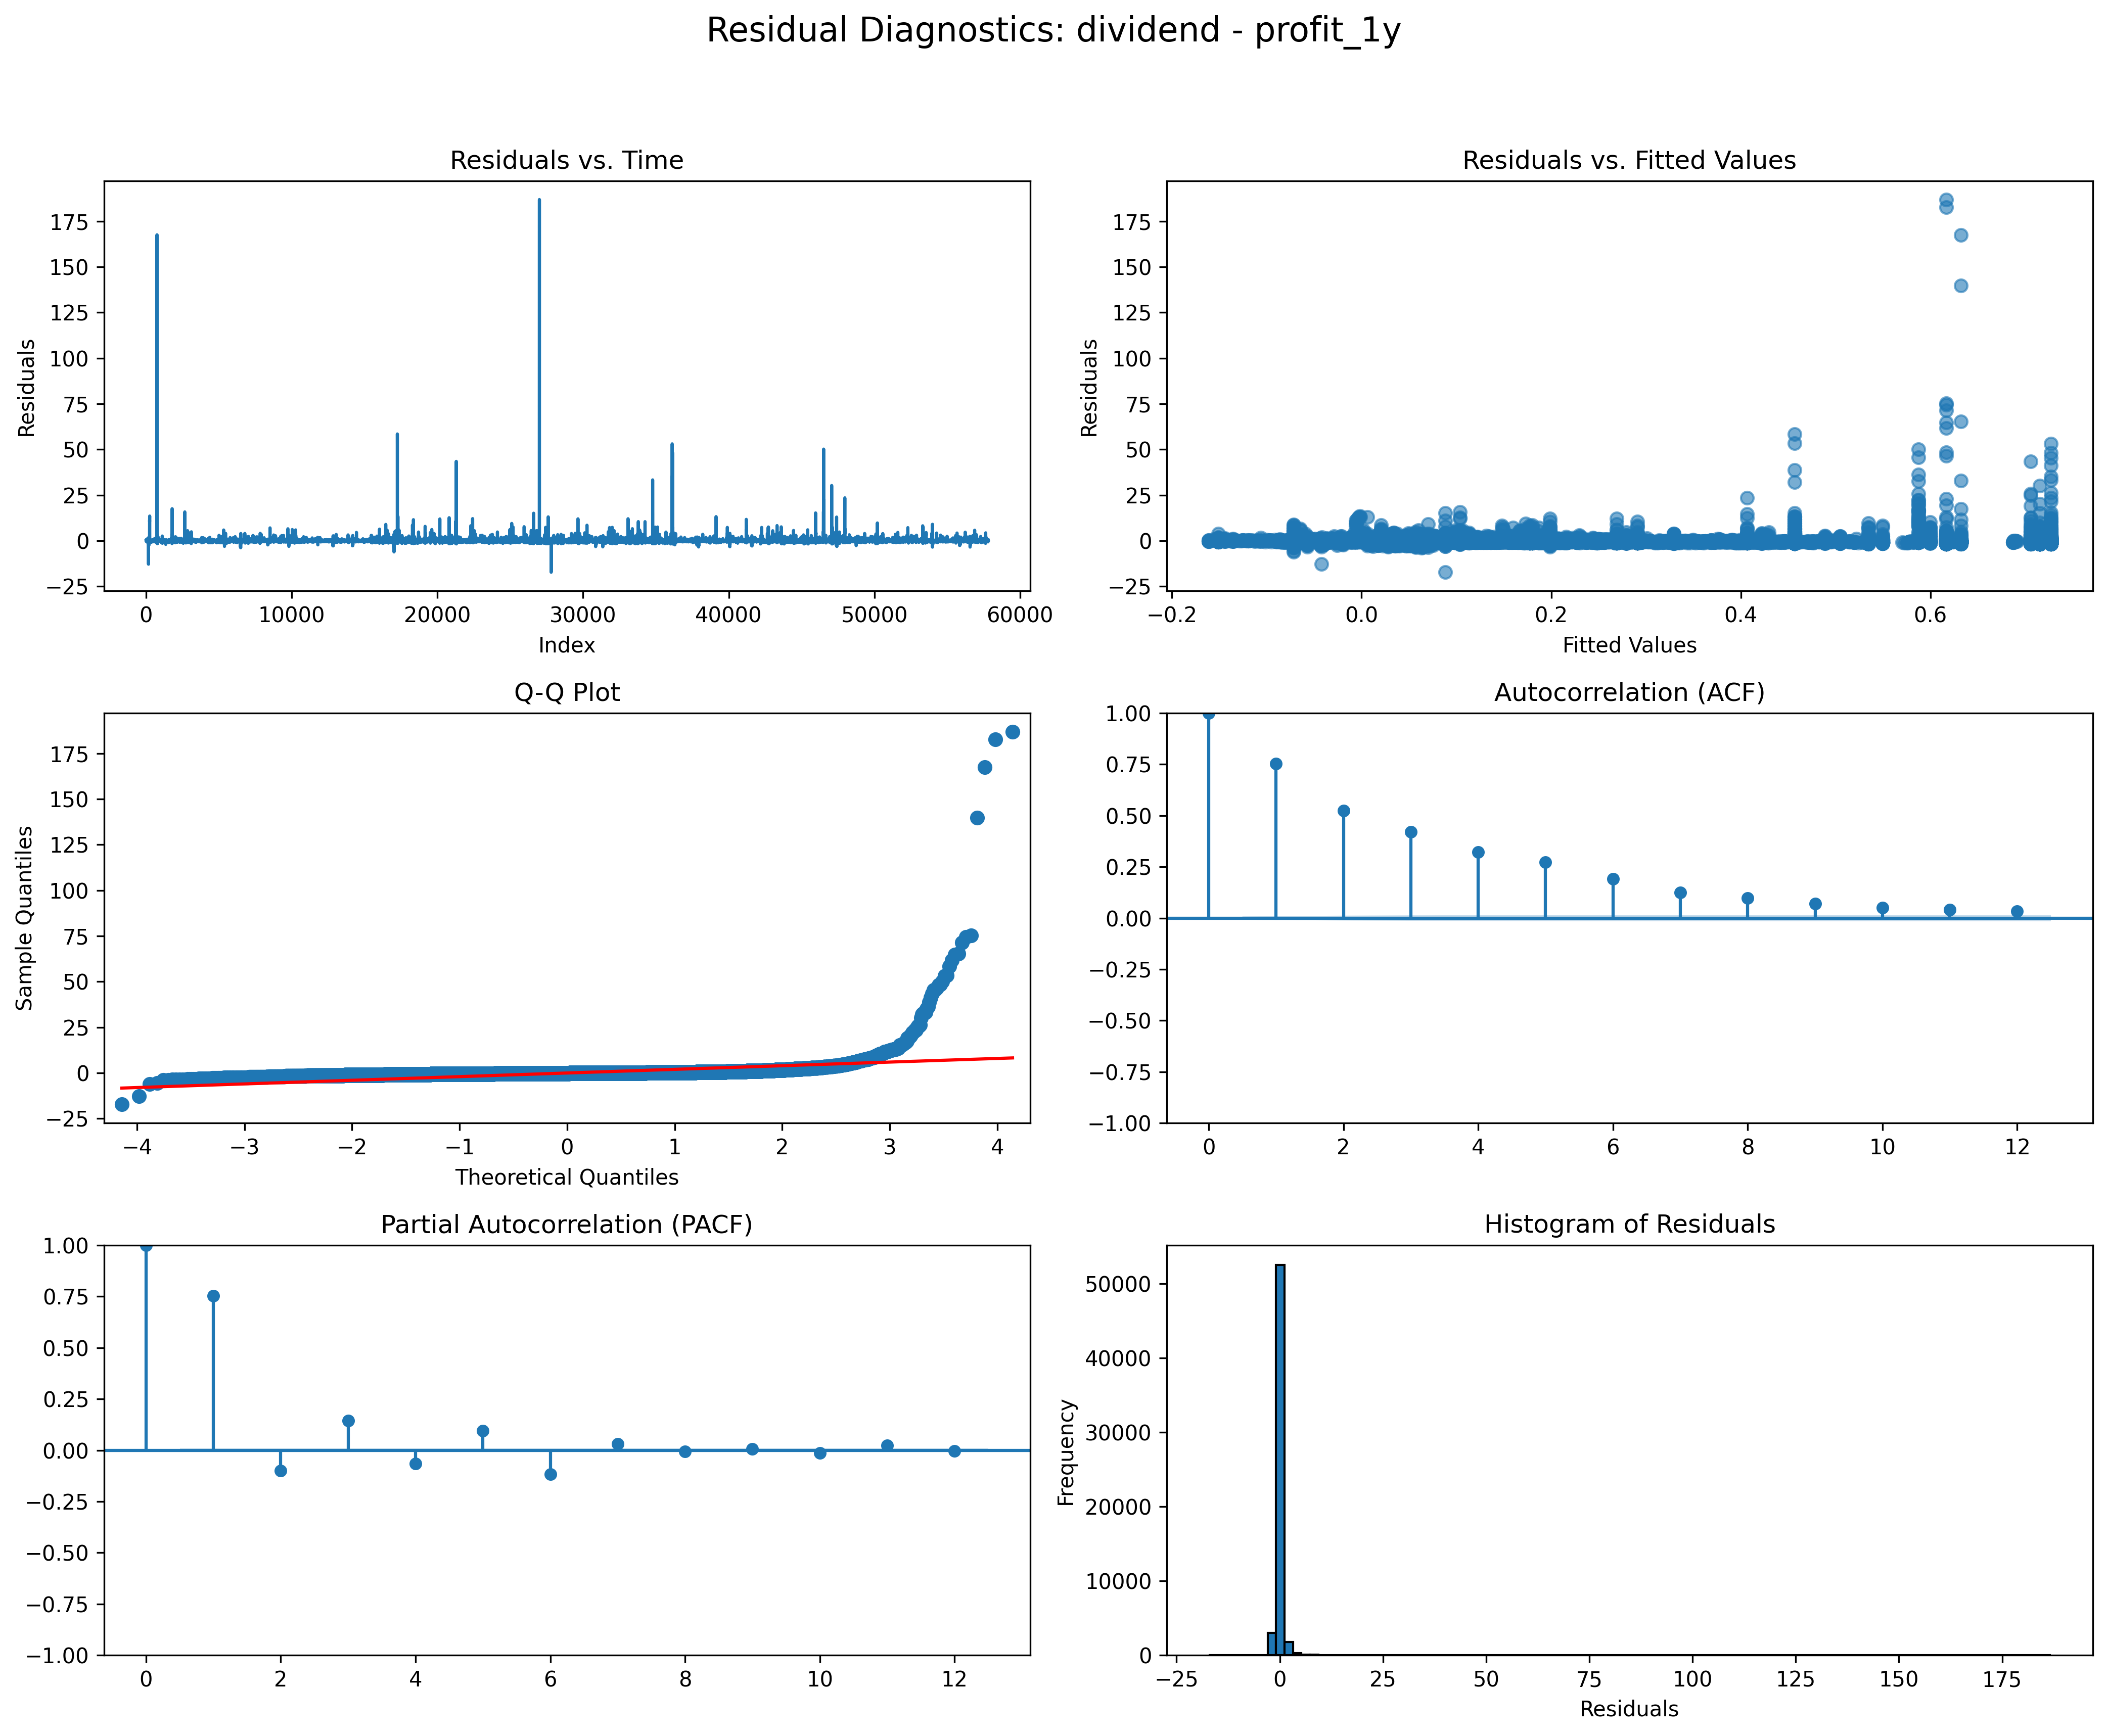 Residual Diagnostics: dividend - profit_1y
Residuals vs. Time
Residuals
175
150
125
100
75
50
25
0
−25
0 10000 20000 30000 40000 50000 60000
Index
Residuals vs. Fitted Values
Residuals
175
150
125
100
75
50
25
0
−25
−0.2 0.0 0.2 0.4 0.6
Fitted Values
Q-Q Plot
Sample Quantiles
175
150
125
100
75
50
25
0
−25
−4 −3 −2 −1 0 1 2 3 4
Theoretical Quantiles
Autocorrelation (ACF)
1.00
0.75
0.50
0.25
0.00
−0.25
−0.50
−0.75
−1.00
0 2 4 6 8 10 12
Partial Autocorrelation (PACF)
1.00
0.75
0.50
0.25
0.00
−0.25
−0.50
−0.75
−1.00
0 2 4 6 8 10 12
Histogram of Residuals
Frequency
50000
40000
30000
20000
10000
0
−25 0 25 50 75 100 125 150 175
Residuals